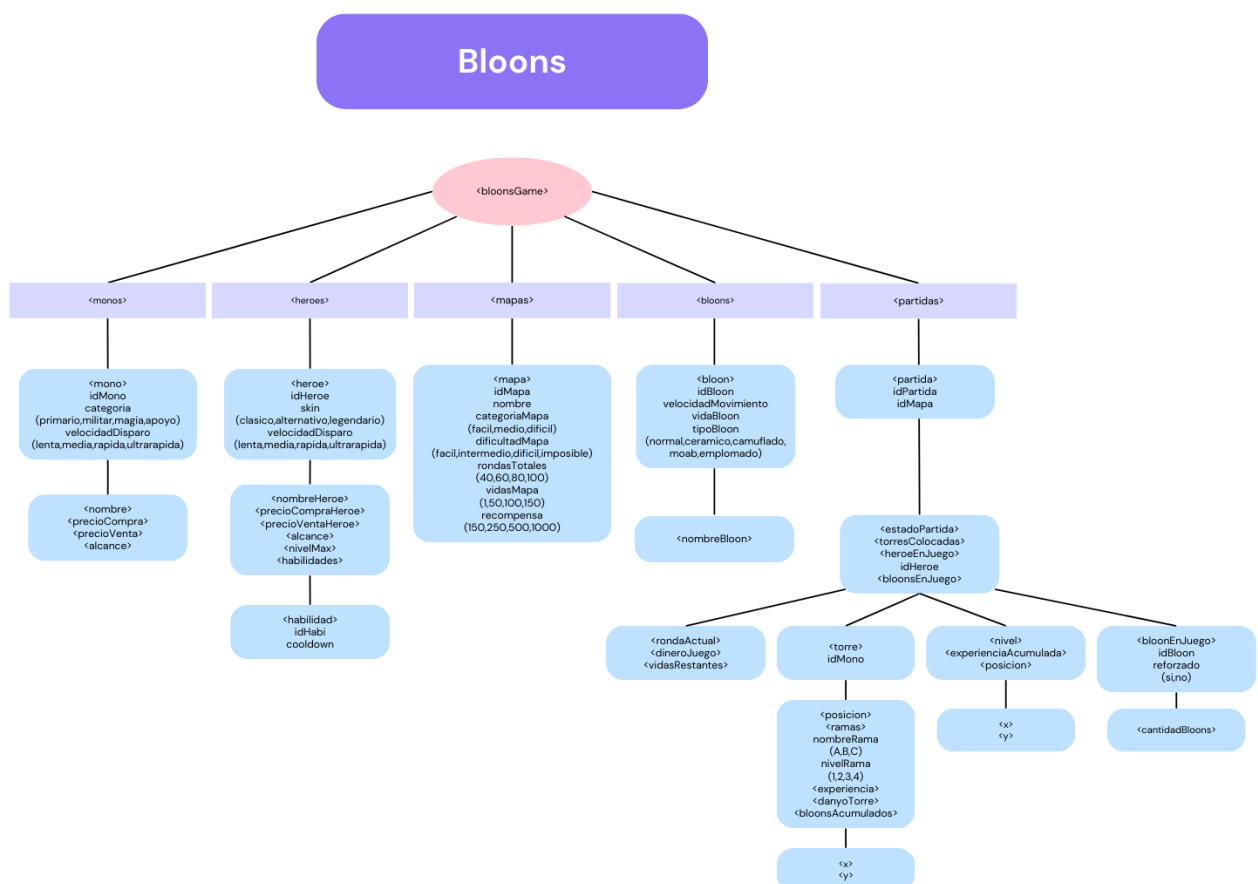 Bloons
<bloonsGame>
<monos>
<heroes>
<mapas>
<bloons>
<partidas>
<mono>
idMono
categoria
(primario,militar,magia,apoyo)
velocidadDisparo
(lenta,media,rapida,ultrarapida)
<nombre>
<precioCompra>
<precioVenta>
<alcance>
<heroe>
idHeroe
skin
(clasico,alternativo,legendario)
velocidadDisparo
(lenta,media,rapida,ultrarapida)
<nombreHeroe>
<precioCompraHeroe>
<precioVentaHeroe>
<alcance>
<nivelMax>
<habilidades>
<habilidad>
idHabi
cooldown
<mapa>
idMapa
nombre
categoriaMapa
(facil,medio,dificil)
dificultadMapa
(facil,intermedio,dificil,imposible)
rondasTotales
(40,60,80,100)
vidasMapa
(1,50,100,150)
recompensa
(150,250,500,1000)
<bloon>
idBloon
velocidadMovimiento
vidaBloon
tipoBloon
(normal,ceramico,camuflado,
moab,emplomado)
<nombreBloon>
<partida>
idPartida
idMapa
<estadoPartida>
<torresColocadas>
<heroeEnJuego>
idHeroe
<bloonsEnJuego>
<rondaActual>
<dineroJuego>
<vidasRestantes>
<torre>
idMono
<posicion>
<ramas>
nombreRama
(A,B,C)
nivelRama
(1,2,3,4)
<experiencia>
<danyoTorre>
<bloonsAcumulados>
<x>
<y>
<nivel>
<experienciaAcumulada>
<posicion>
<x>
<y>
<bloonEnJuego>
idBloon
reforzado
(si,no)
<cantidadBloons>